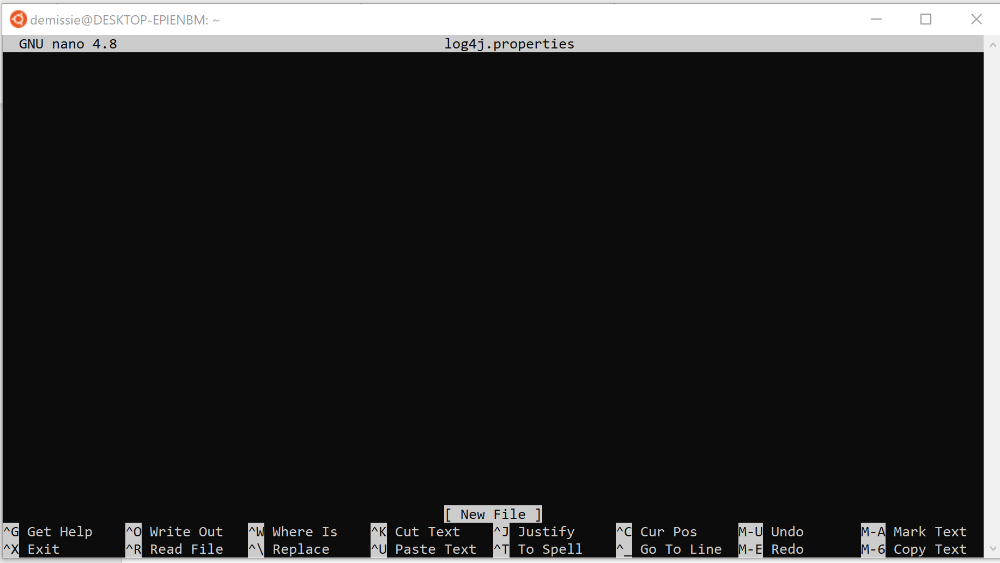 demissie@DESKTOP-EPIENBM: ~
GNU nano 4.8 log4j.properties
[ New File ]
^G Get Help ^O Write Out ^W Where Is ^K Cut Text ^J Justify ^C Cur Pos M-U Undo M-A Mark Text
^X Exit ^R Read File ^\ Replace ^U Paste Text ^T To Spell ^_ Go To Line M-E Redo M-6 Copy Text